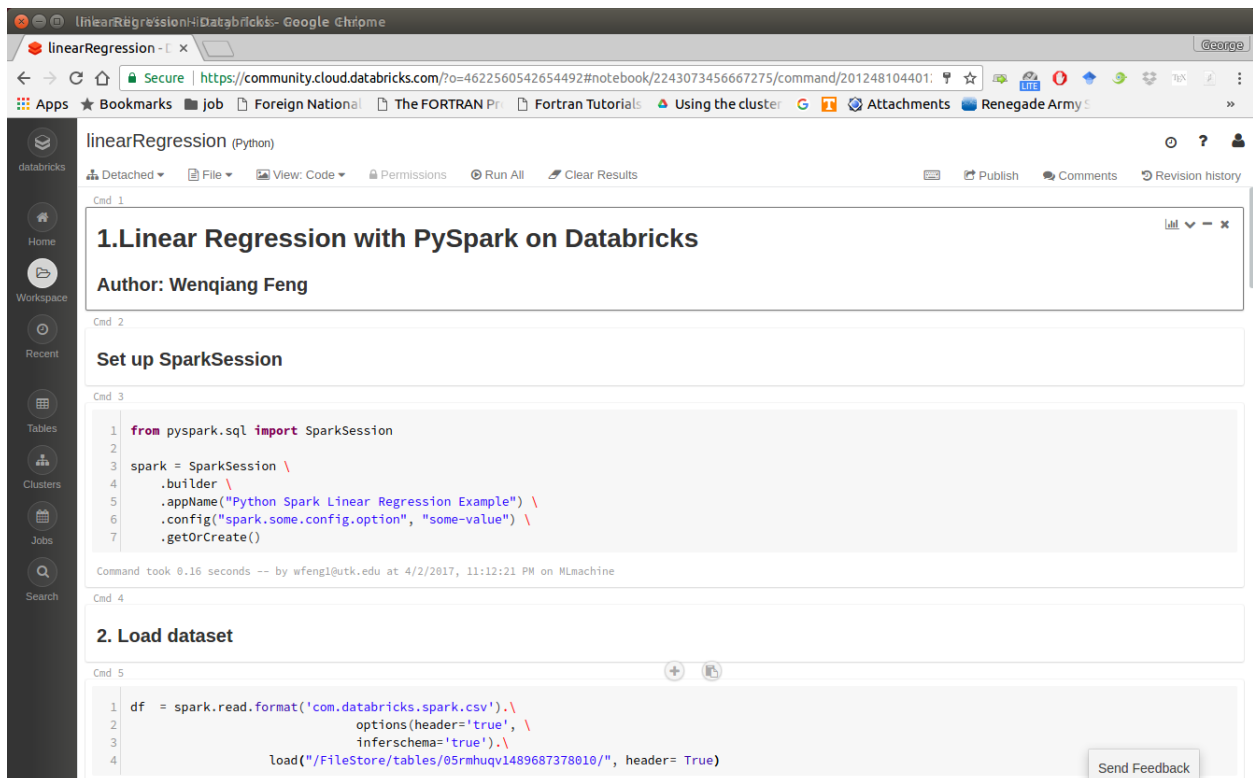 linearRegression - Databricks - Google Chrome
linearRegression - D
George
Secure https://community.cloud.databricks.com/?o=4622560542654492#notebook/2243073456667275/command/201248104401
LITE
Apps Bookmarks job Foreign National The FORTRAN Pr Fortran Tutorials Using the cluster Attachments Renegade Army S »
databricks
Home
Workspace
Recent
Tables
Clusters
Jobs
Search
linearRegression (Python)
?
Detached File View: Code Permissions Run All Clear Results Publish Comments Revision history
Cmd 1
1.Linear Regression with PySpark on Databricks
Author: Wenqiang Feng
Cmd 2
Set up SparkSession
Cmd 3
1 from pyspark.sql import SparkSession
2
3 spark = SparkSession \
4 .builder \
5 .appName("Python Spark Linear Regression Example") \
6 .config("spark.some.config.option", "some-value") \
7 .getOrCreate()
Command took 0.16 seconds -- by wfeng1@utk.edu at 4/2/2017, 11:12:21 PM on MLmachine
Cmd 4
2. Load dataset
Cmd 5
1 df = spark.read.format('com.databricks.spark.csv').\
2 options(header='true', \
3 inferschema='true').\
4 load("/FileStore/tables/05rmhuqv1489687378010/", header= True)
Send Feedback